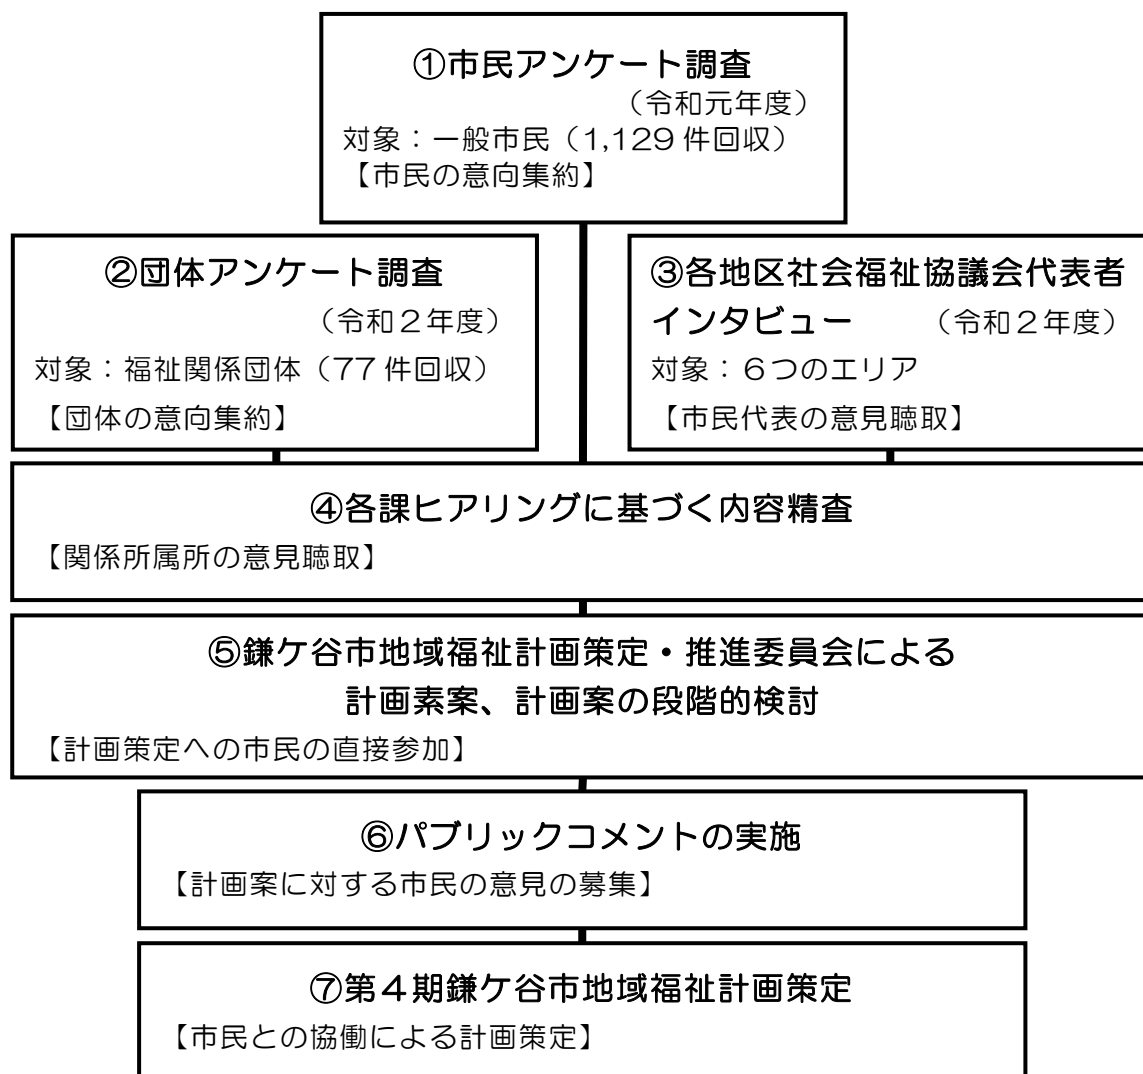 ①市民アンケート調査
（令和元年度）
対象：一般市民（1,129件回収）
【市民の意向集約】
②団体アンケート調査
（令和２年度）
対象：福祉関係団体（77件回収）
【団体の意向集約】
③各地区社会福祉協議会代表者
インタビュー　　（令和２年度）
対象：６つのエリア
【市民代表の意見聴取】
④各課ヒアリングに基づく内容精査
【関係所属所の意見聴取】
⑤鎌ケ谷市地域福祉計画策定・推進委員会による
計画素案、計画案の段階的検討
【計画策定への市民の直接参加】
⑥パブリックコメントの実施
【計画案に対する市民の意見の募集】
⑦第４期鎌ケ谷市地域福祉計画策定
【市民との協働による計画策定】